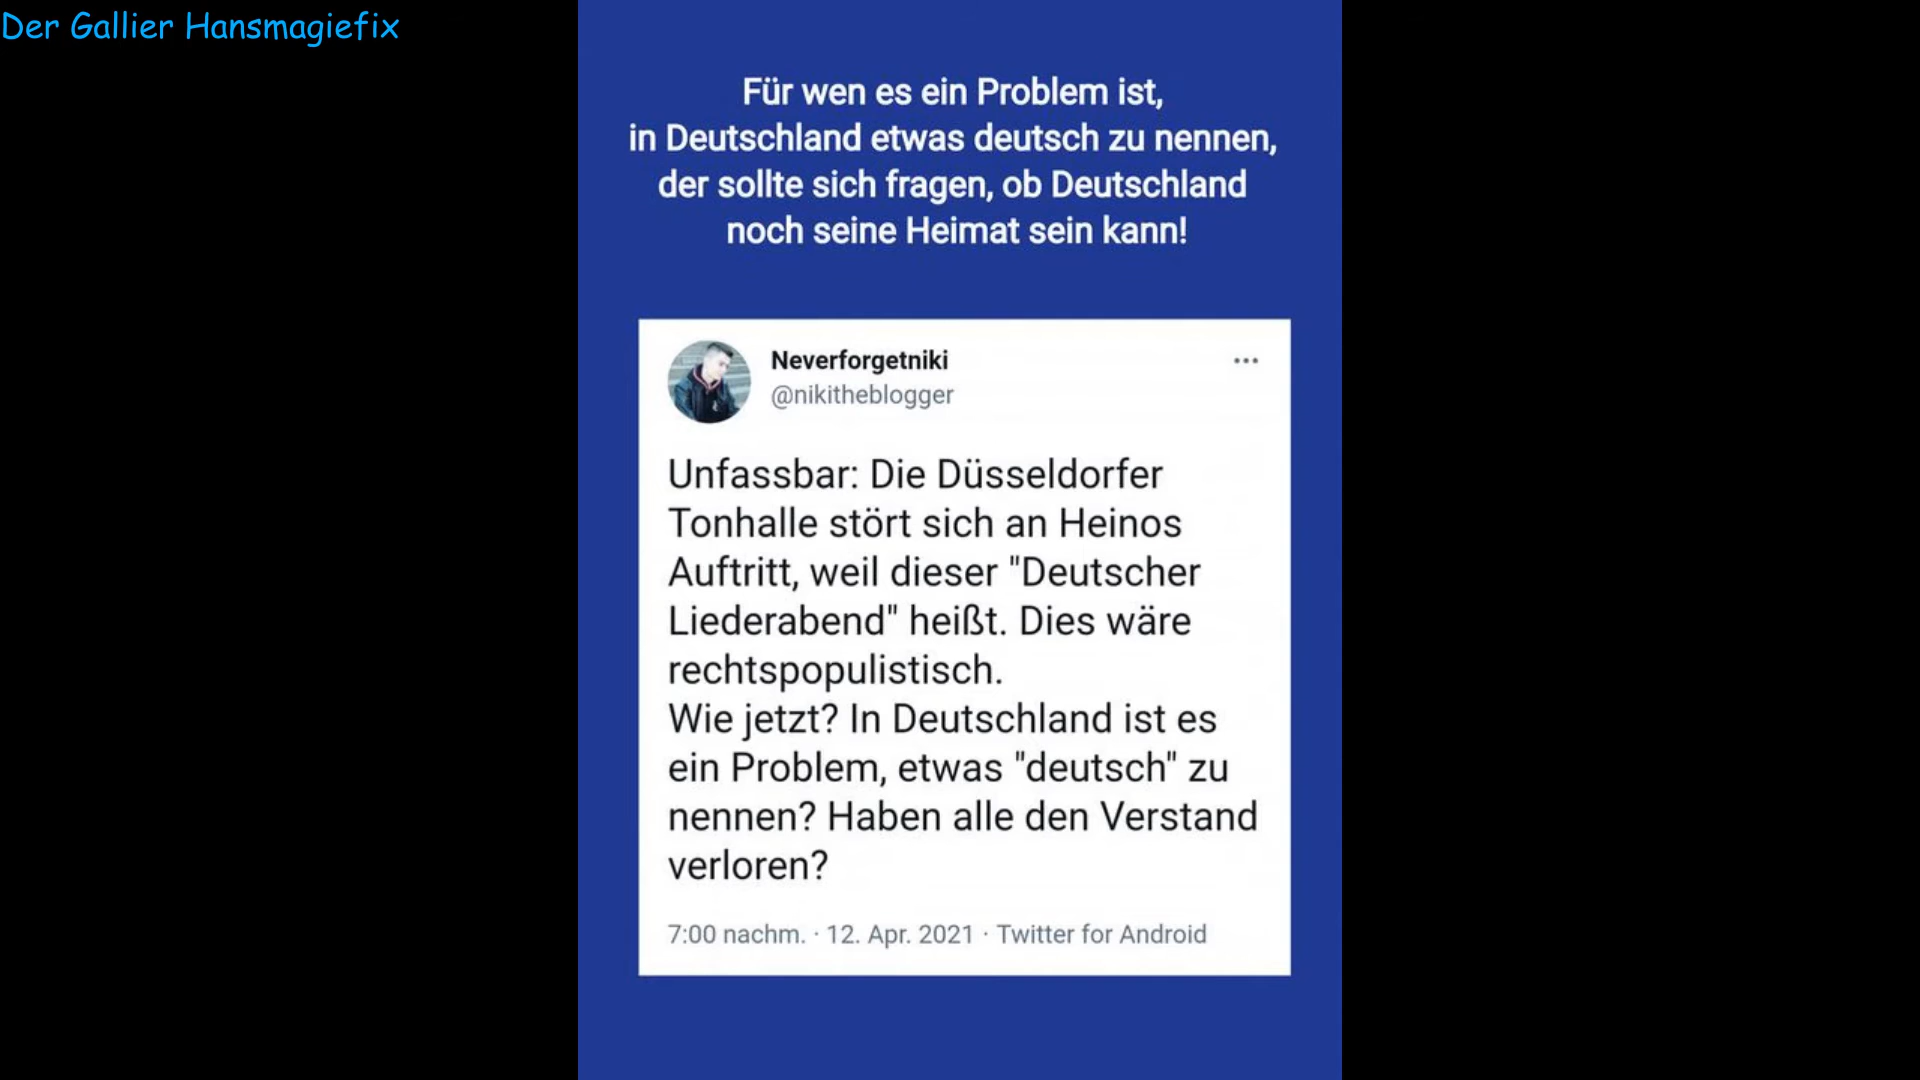 Der Gallier Hansmagiefix
Für wen es ein Problem ist,
in Deutschland etwas deutsch zu nennen,
der sollte sich fragen, ob Deutschland
noch seine Heimat sein kann!
Neverforgetniki
@nikitheblogger
Unfassbar: Die Düsseldorfer
Tonhalle stört sich an Heinos
Auftritt, weil dieser "Deutscher
Liederabend" heißt. Dies wäre
rechtspopulistisch.
Wie jetzt? In Deutschland ist es
ein Problem, etwas "deutsch" zu
nennen? Haben alle den Verstand
verloren?
7:00 nachm. · 12. Apr. 2021 · Twitter for Android